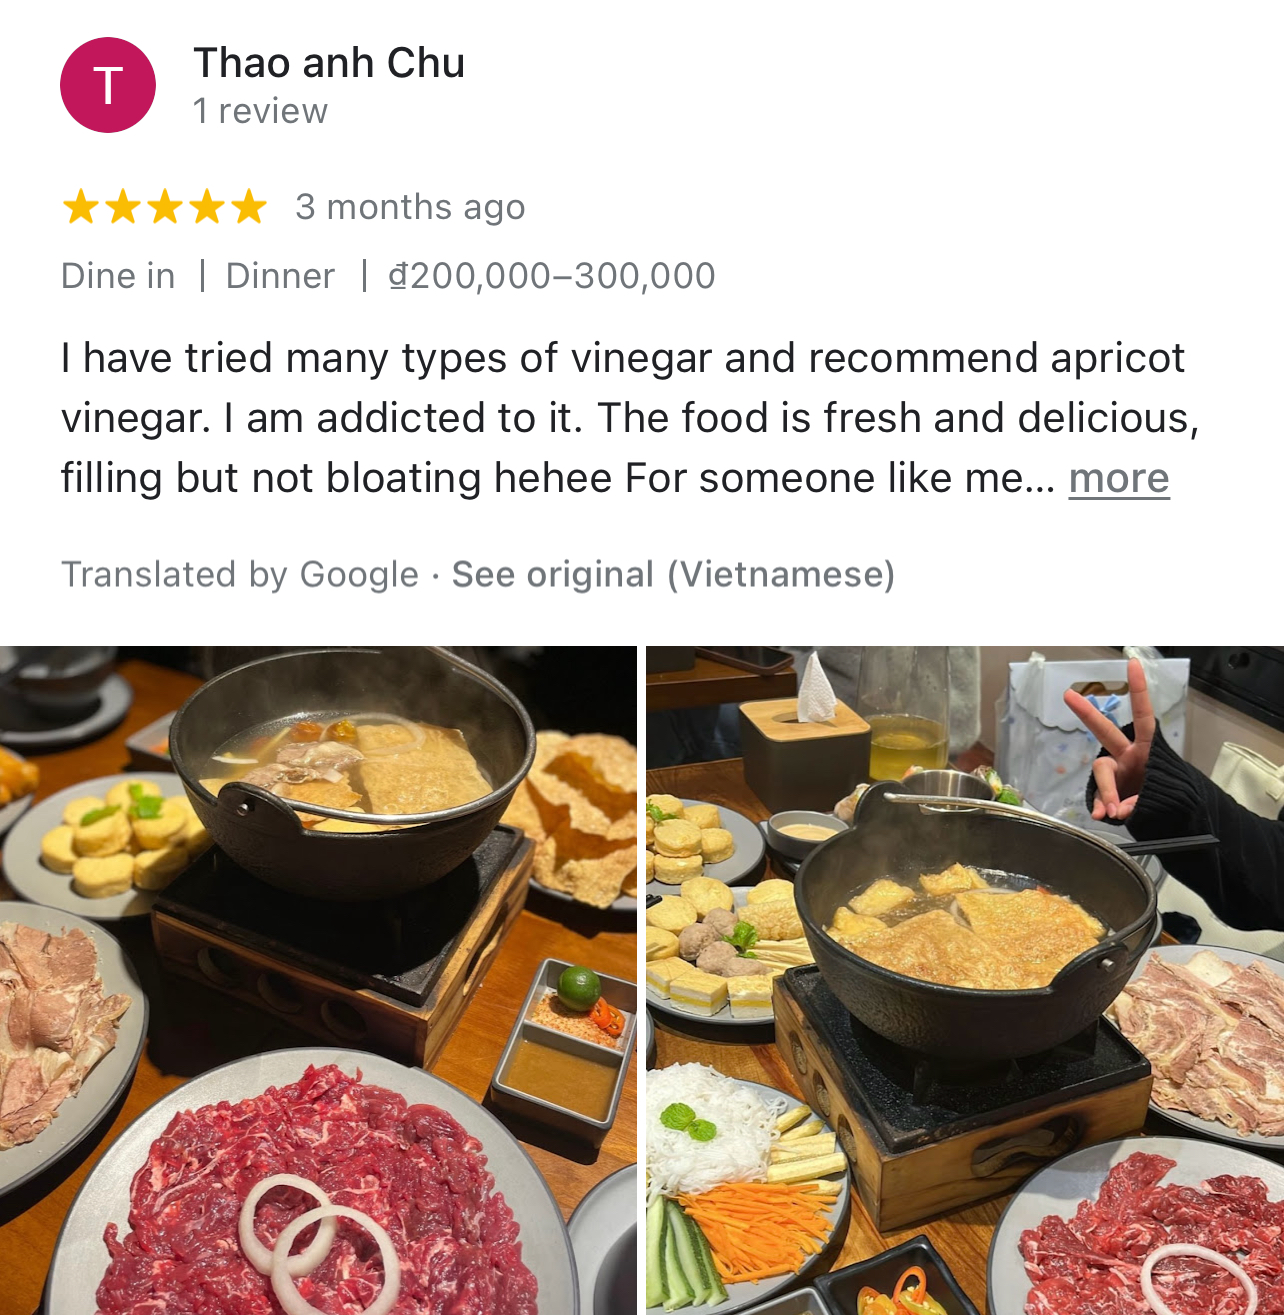 T
Thao anh Chu
1 review
3 months ago
Dine in | Dinner | ₫200,000–300,000
I have tried many types of vinegar and recommend apricot
vinegar. I am addicted to it. The food is fresh and delicious,
filling but not bloating hehee For someone like me... more
Translated by Google · See original (Vietnamese)